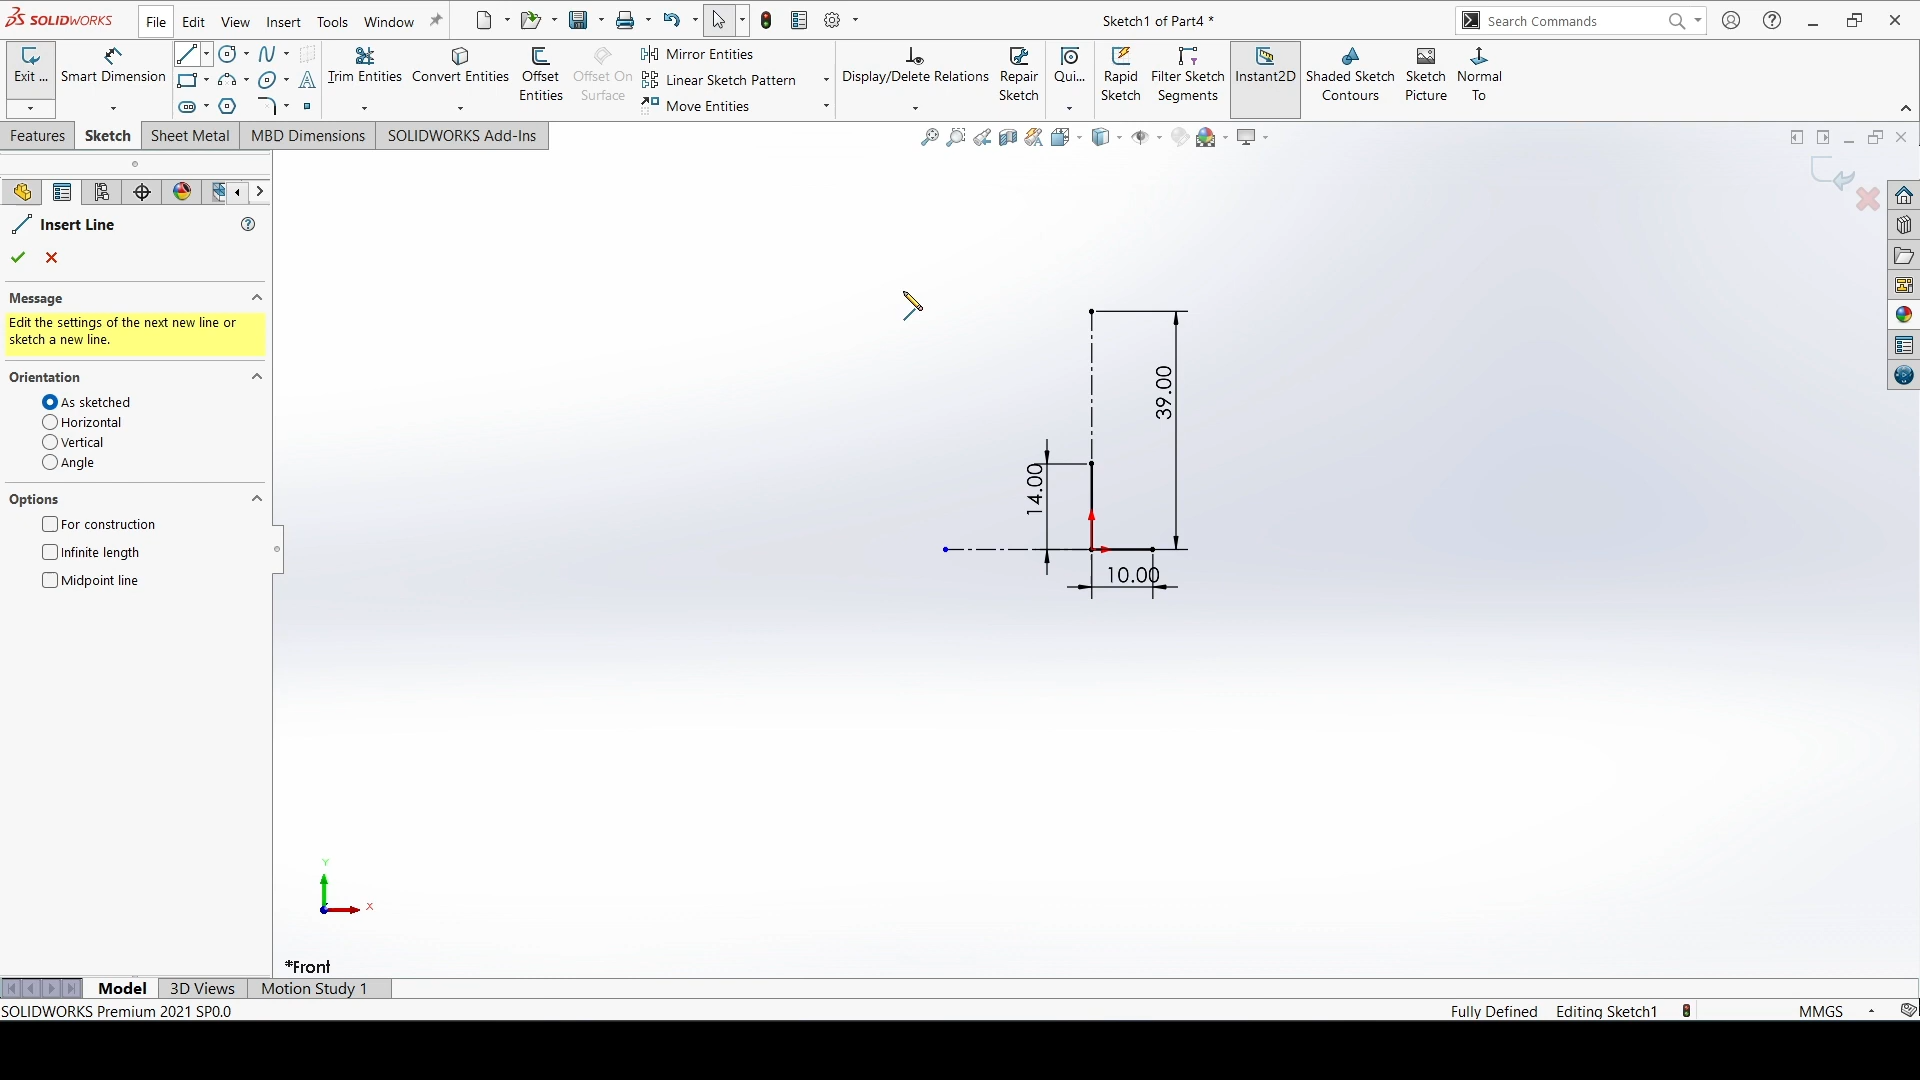 SOLIDWORKS
File Edit View Insert Tools Window
Sketch1 of Part4 *
Search Commands
Exit ...
Smart Dimension
Trim Entities
Convert Entities
Offset Entities
Offset On Surface
Mirror Entities
Linear Sketch Pattern
Move Entities
Display/Delete Relations
Repair Sketch
Qui...
Rapid Sketch
Filter Sketch Segments
Instant2D
Shaded Sketch Contours
Sketch Picture
Normal To
Features Sketch Sheet Metal MBD Dimensions SOLIDWORKS Add-Ins
Insert Line
Message
Edit the settings of the next new line or
sketch a new line.
Orientation
As sketched
Horizontal
Vertical
Angle
Options
For construction
Infinite length
Midpoint line
39.00
14.00
10.00
Y
X
*Front
Model 3D Views Motion Study 1
SOLIDWORKS Premium 2021 SP0.0
Fully Defined Editing Sketch1 MMGS